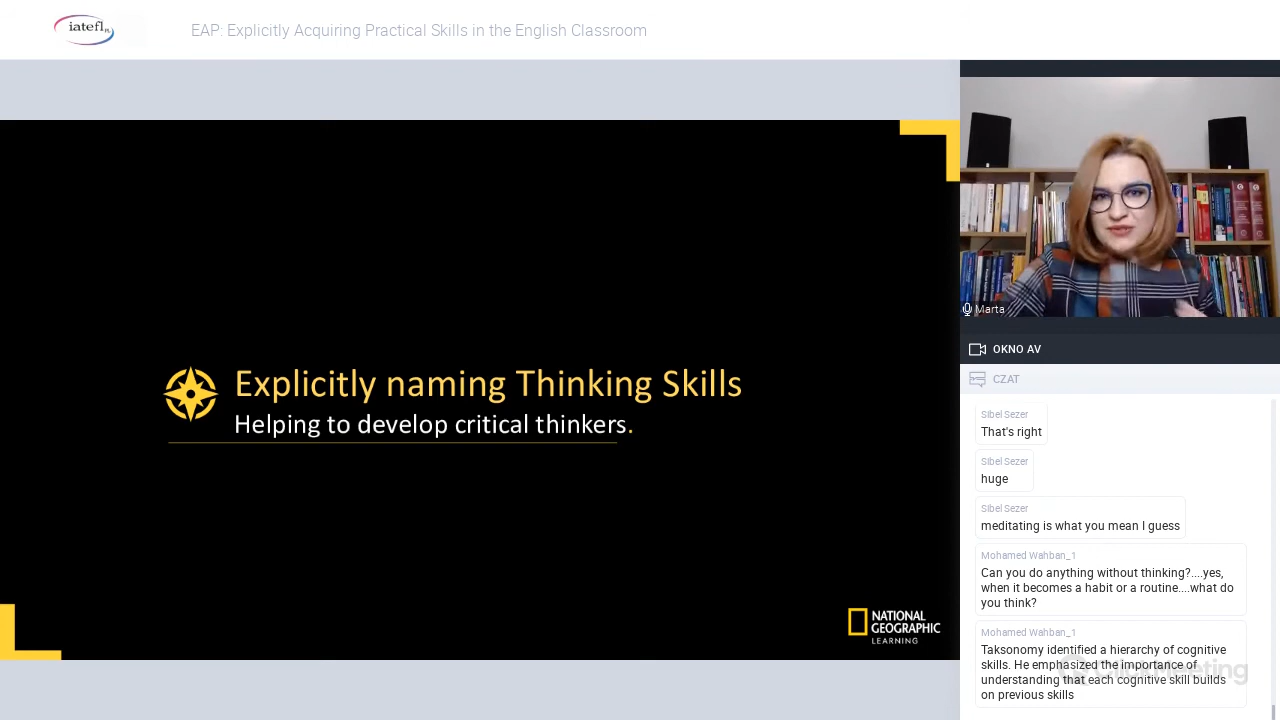 iatefl PL
EAP: Explicitly Acquiring Practical Skills in the English Classroom
Explicitly naming Thinking Skills
Helping to develop critical thinkers.
NATIONAL
GEOGRAPHIC
LEARNING
Marta
OKNO AV
CZAT
Sibel Sezer
That's right
Sibel Sezer
huge
Sibel Sezer
meditating is what you mean I guess
Mohamed Wahban_1
Can you do anything without thinking?....yes,
when it becomes a habit or a routine....what do
you think?
Mohamed Wahban_1
Taksonomy identified a hierarchy of cognitive
skills. He emphasized the importance of
understanding that each cognitive skill builds
on previous skills
ClickMeeting